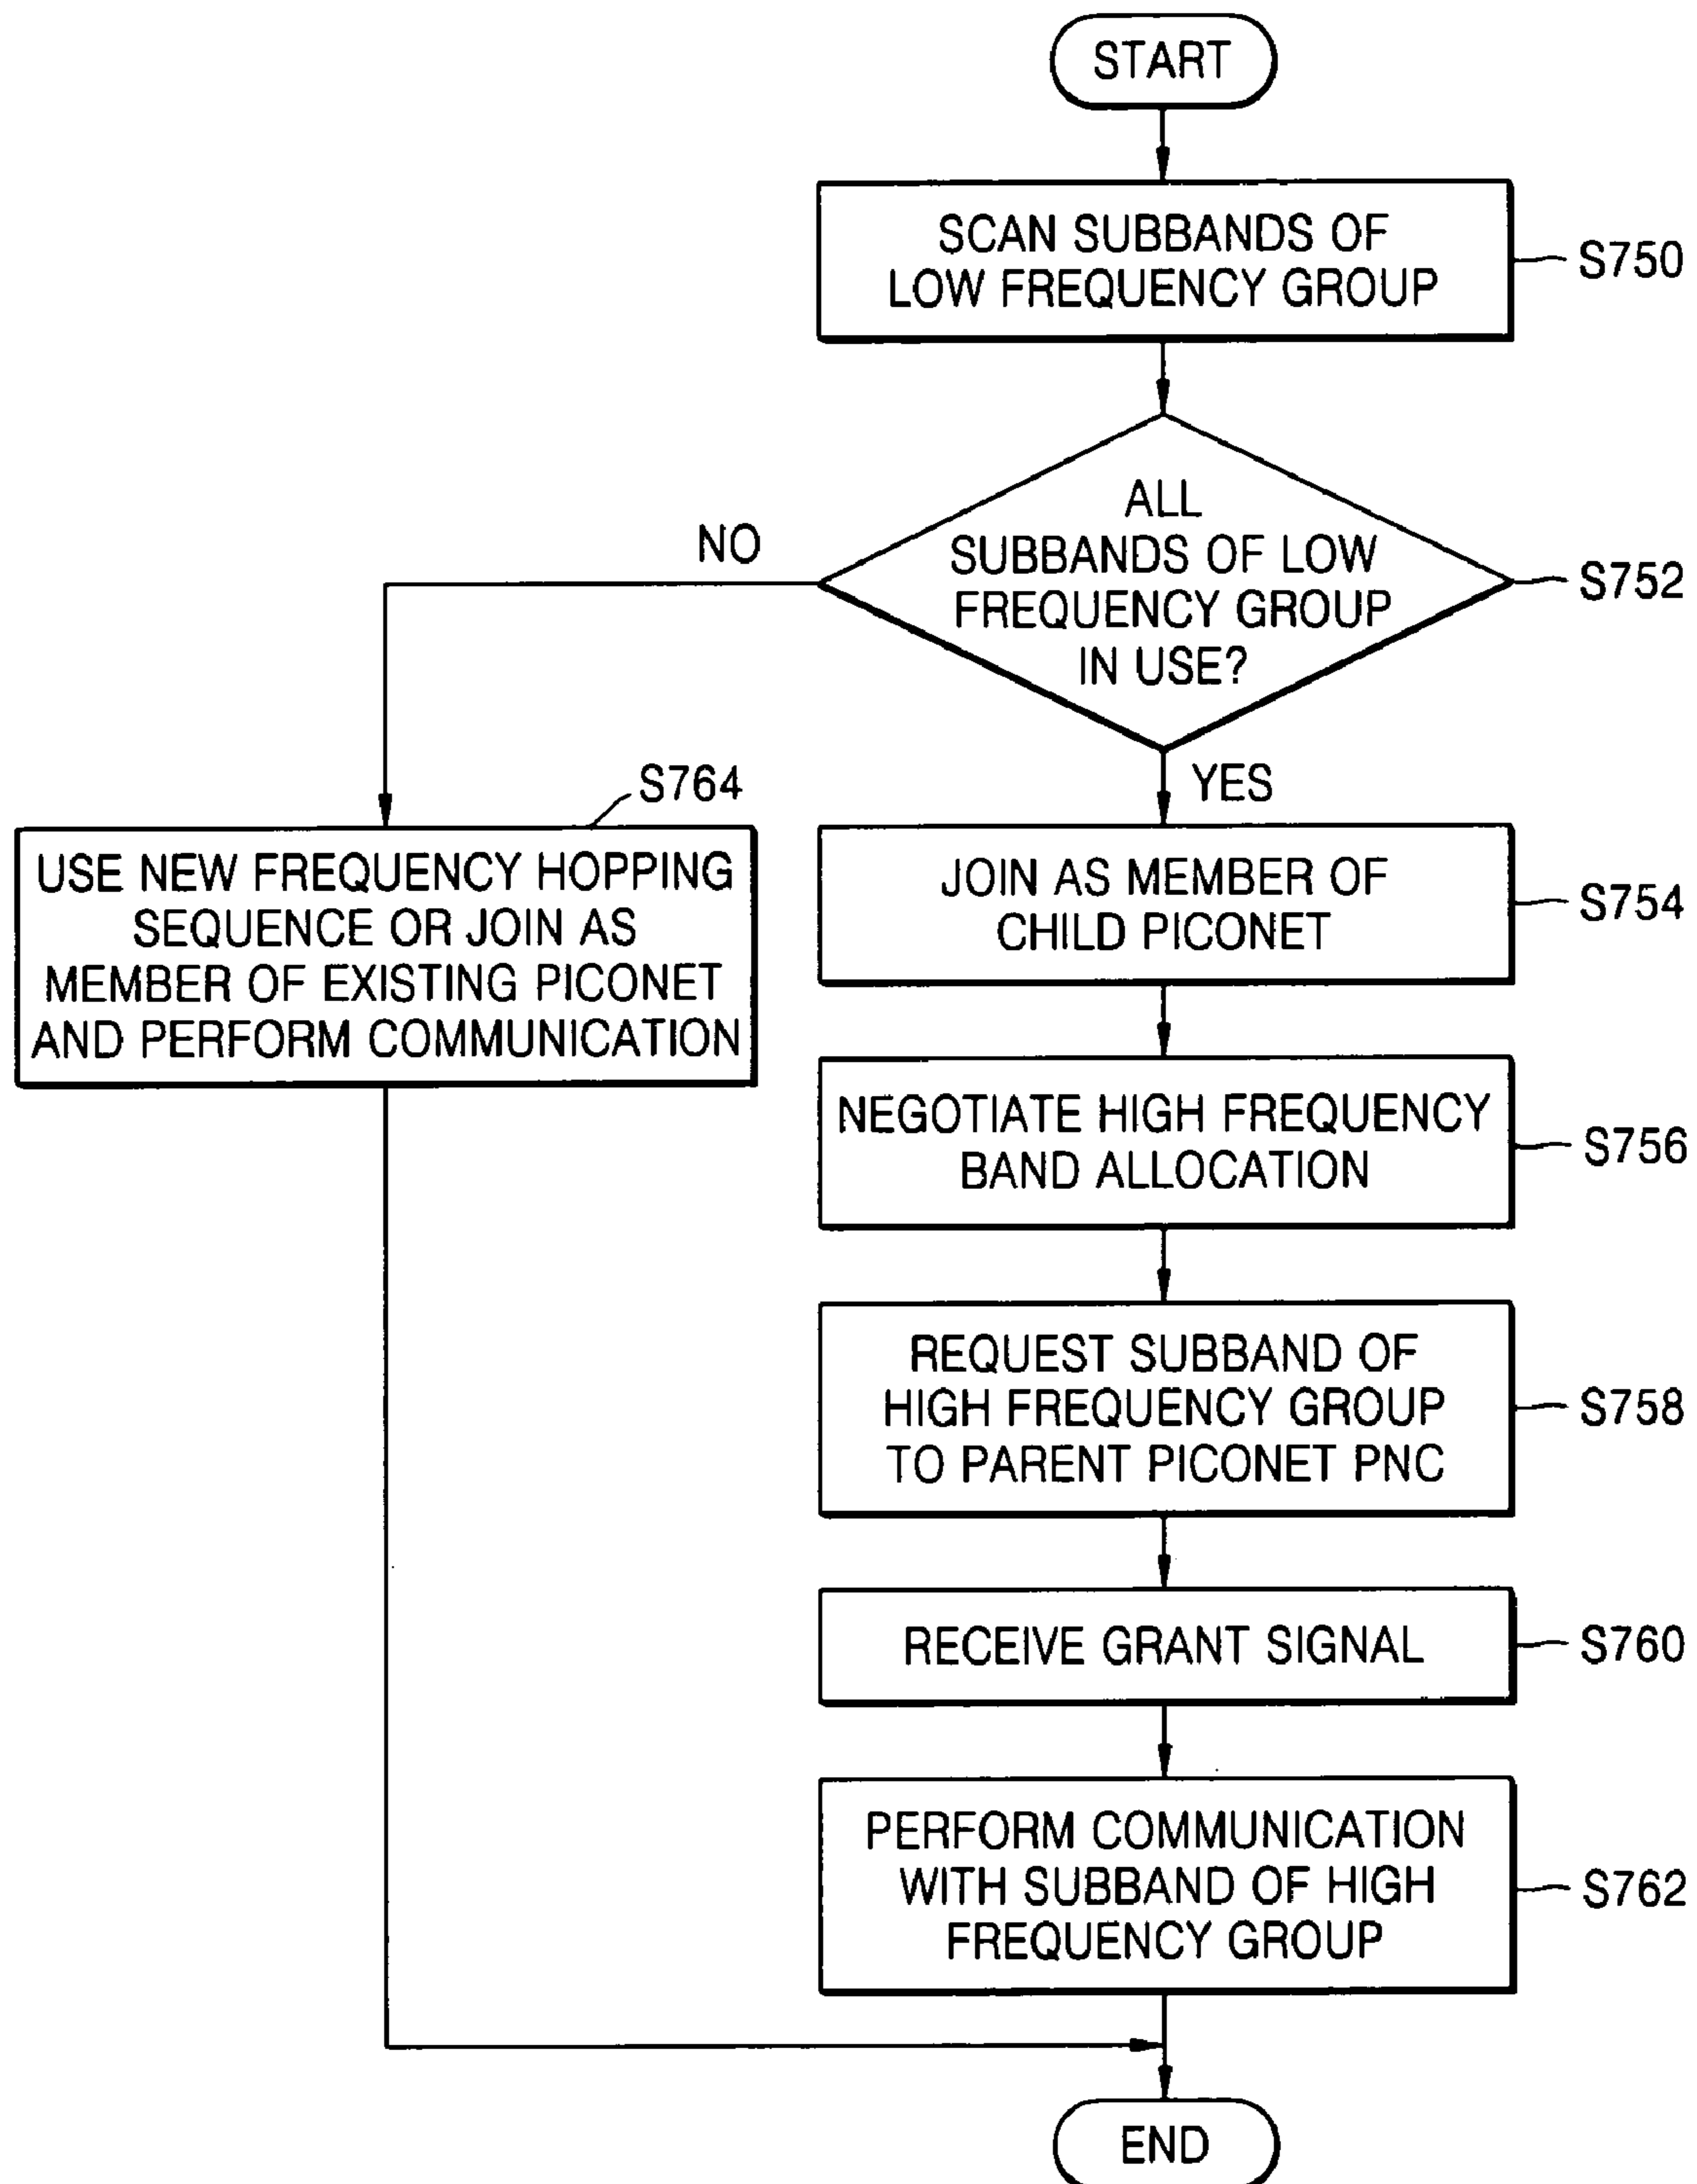 START
SCAN SUBBANDS OF
LOW FREQUENCY GROUP
S750
ALL
SUBBANDS OF LOW
FREQUENCY GROUP
IN USE?
S752
NO
YES
S764
USE NEW FREQUENCY HOPPING
SEQUENCE OR JOIN AS
MEMBER OF EXISTING PICONET
AND PERFORM COMMUNICATION
JOIN AS MEMBER OF
CHILD PICONET
S754
NEGOTIATE HIGH FREQUENCY
BAND ALLOCATION
S756
REQUEST SUBBAND OF
HIGH FREQUENCY GROUP
TO PARENT PICONET PNC
S758
RECEIVE GRANT SIGNAL
S760
PERFORM COMMUNICATION
WITH SUBBAND OF HIGH
FREQUENCY GROUP
S762
END